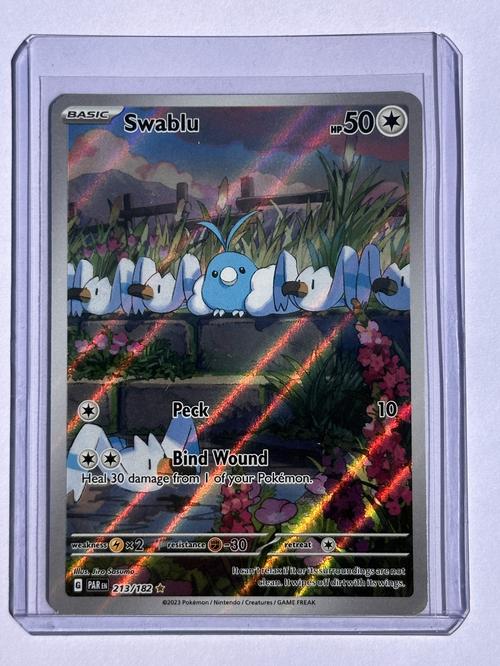 BASIC
Swablu
HP50
Peck 10
Bind Wound
Heal 30 damage from 1 of your Pokémon.
weakness x2 resistance -30 retreat
Illus. Jiro Sasumo
It can't relax if it or its surroundings are not
clean. It wipes off dirt with its wings.
G PAR EN 213/182
©2023 Pokémon / Nintendo / Creatures / GAME FREAK